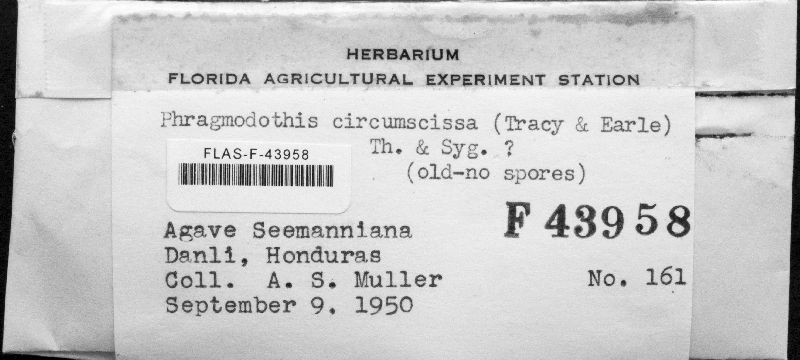 HERBARIUM
FLORIDA AGRICULTURAL EXPERIMENT STATION
Phragmodothis circumscissa (Tracy & Earle)
Th. & Syg. ?
(old-no spores)
FLAS-F-43958
F 43958
Agave Seemanniana
Danli, Honduras
Coll. A. S. Muller No. 161
September 9, 1950